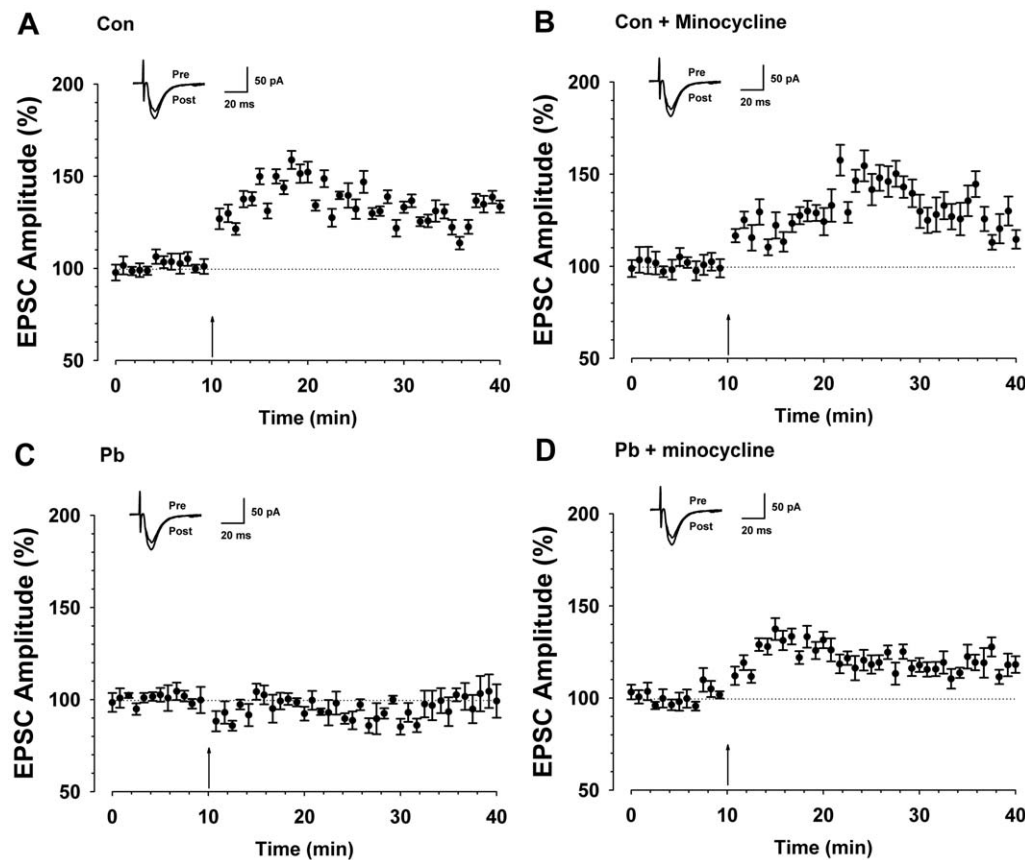 A Con
200
Pre
Post
50 pA
20 ms
150
100
50
0 10 20 30 40
EPSC Amplitude (%)
Time (min)
B Con + Minocycline
200
Pre
Post
50 pA
20 ms
150
100
50
0 10 20 30 40
EPSC Amplitude (%)
Time (min)
C Pb
200
Pre
Post
50 pA
20 ms
150
100
50
0 10 20 30 40
EPSC Amplitude (%)
Time (min)
D Pb + minocycline
200
Pre
Post
50 pA
20 ms
150
100
50
0 10 20 30 40
EPSC Amplitude (%)
Time (min)